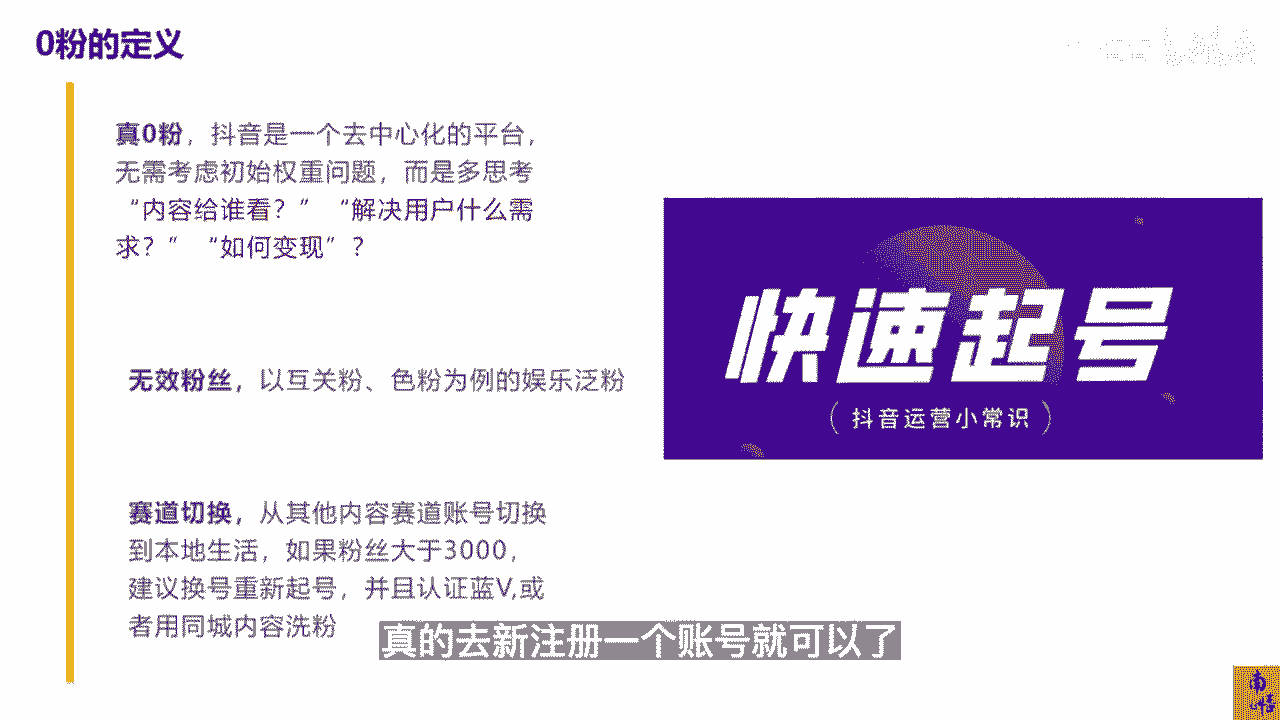 0粉的定义
真0粉，抖音是一个去中心化的平台，
无需考虑初始权重问题，而是多思考
“内容给谁看？”“解决用户什么需
求？”“如何变现”？
无效粉丝，以互关粉、色粉为例的娱乐泛粉
赛道切换，从其他内容赛道账号切换
到本地生活，如果粉丝大于3000，
建议换号重新起号，并且认证蓝V,或
者用同城内容洗粉
快速起号
（抖音运营小常识）
真的去新注册一个账号就可以了